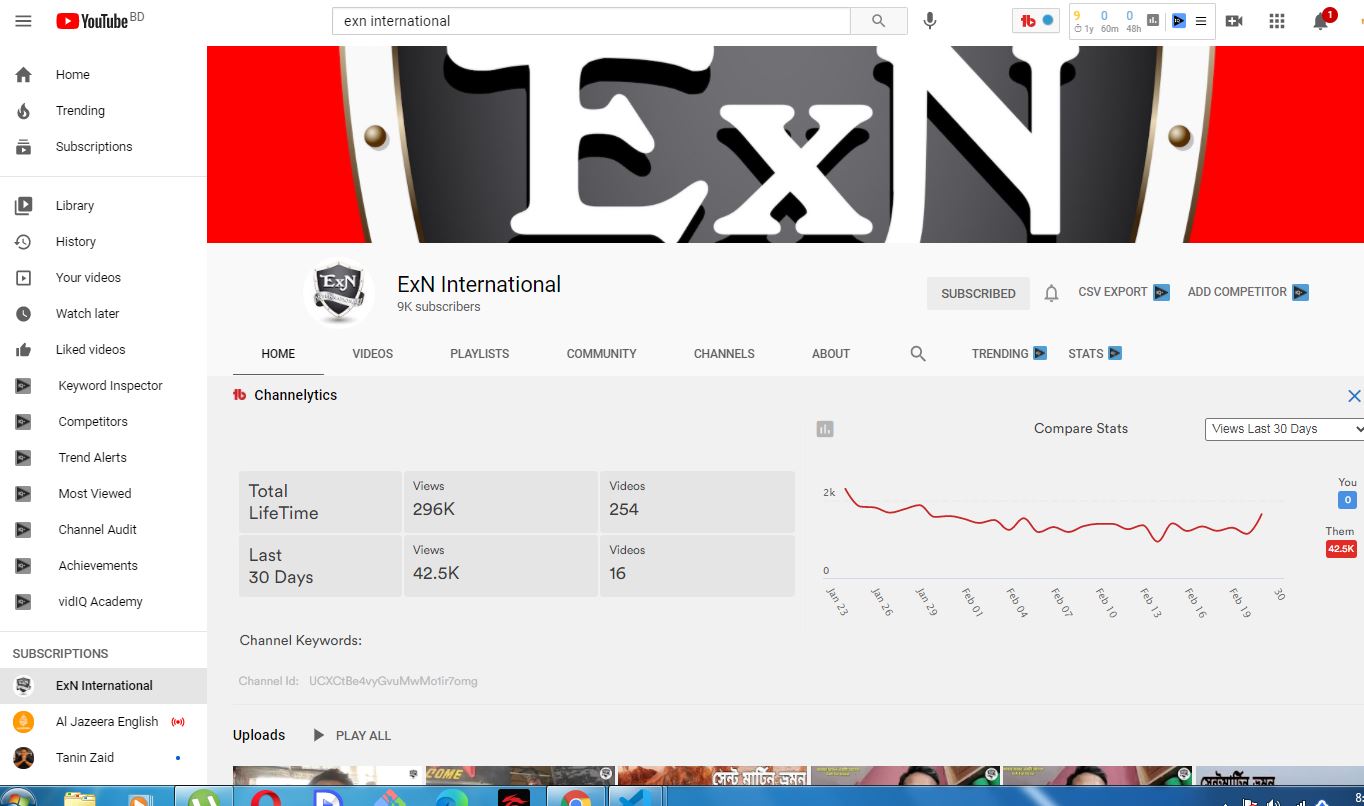 YouTube BD
exn international
9 0 0
1y 60m 48h
1
Home
Trending
Subscriptions
Library
History
Your videos
Watch later
Liked videos
Keyword Inspector
Competitors
Trend Alerts
Most Viewed
Channel Audit
Achievements
vidIQ Academy
SUBSCRIPTIONS
ExN International
Al Jazeera English
Tanin Zaid
ExN
ExN
ExN International
9K subscribers
SUBSCRIBED
CSV EXPORT
ADD COMPETITOR
HOME VIDEOS PLAYLISTS COMMUNITY CHANNELS ABOUT TRENDING STATS
Channelytics
Compare Stats
Views Last 30 Days
Total
LifeTime
Views
296K
Videos
254
Last
30 Days
Views
42.5K
Videos
16
2k
0
Jan 23 Jan 26 Jan 29 Feb 01 Feb 04 Feb 07 Feb 10 Feb 13 Feb 16 Feb 19 30
You
0
Them
42.5K
Channel Keywords:
Channel Id: UCXCtBe4vyGvuMwMo1ir7omg
Uploads PLAY ALL
COME
সেন্ট মার্টিন ভ্রমন
সেন্টমার্টিন ভ্রমন